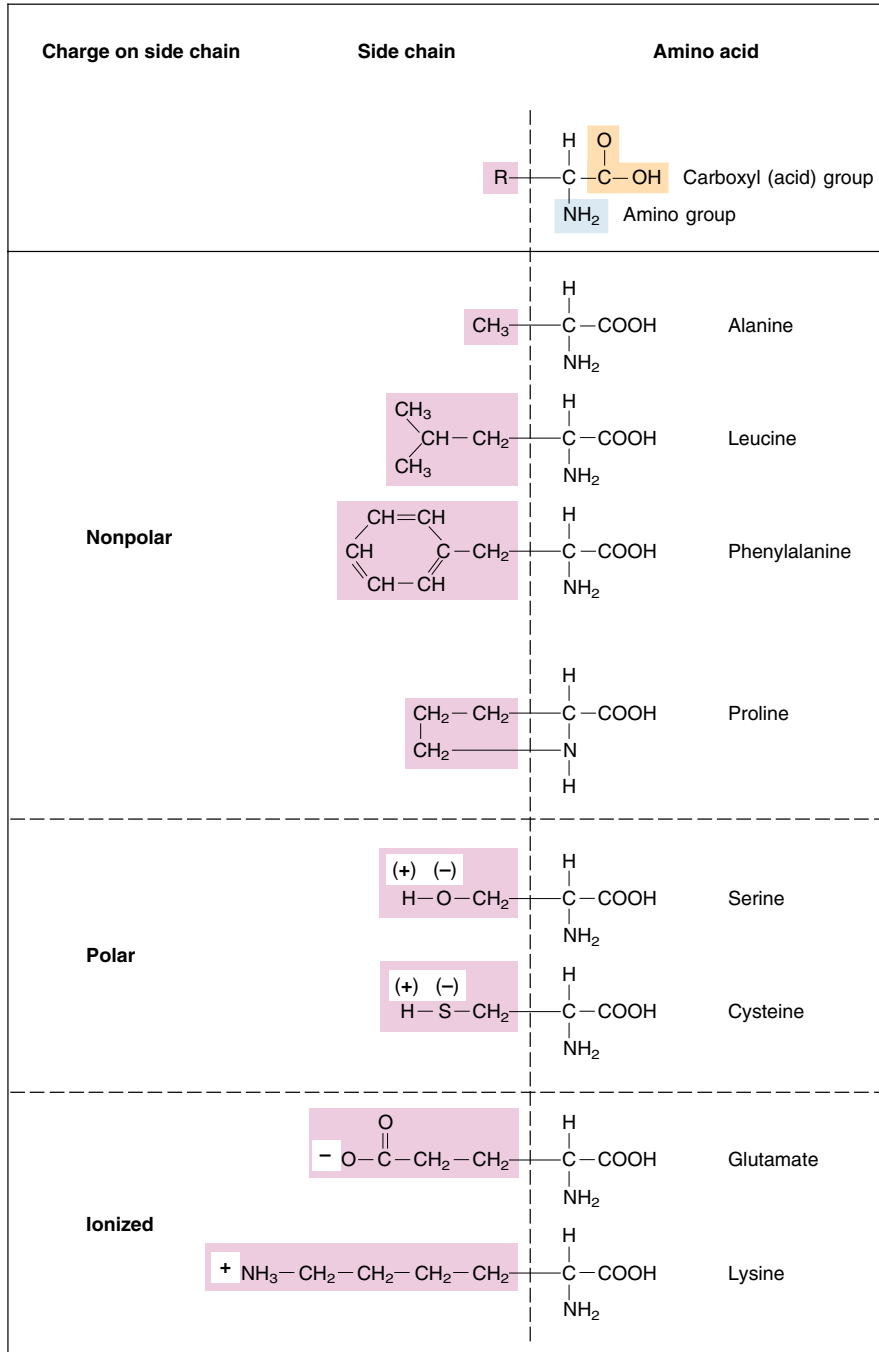 Charge on side chain Side chain Amino acid
H O
R C C OH Carboxyl (acid) group
NH2 Amino group
H
CH3 C COOH Alanine
NH2
CH3 H
CH CH2 C COOH Leucine
CH3 NH2
CH CH H
Nonpolar CH C CH2 C COOH Phenylalanine
CH CH NH2
H
CH2 CH2 C COOH Proline
CH2 N
H
(+) (–) H
H O CH2 C COOH Serine
NH2
Polar
(+) (–) H
H S CH2 C COOH Cysteine
NH2
O H
– O C CH2 CH2 C COOH Glutamate
NH2
Ionized
H
+ NH3 CH2 CH2 CH2 CH2 C COOH Lysine
NH2